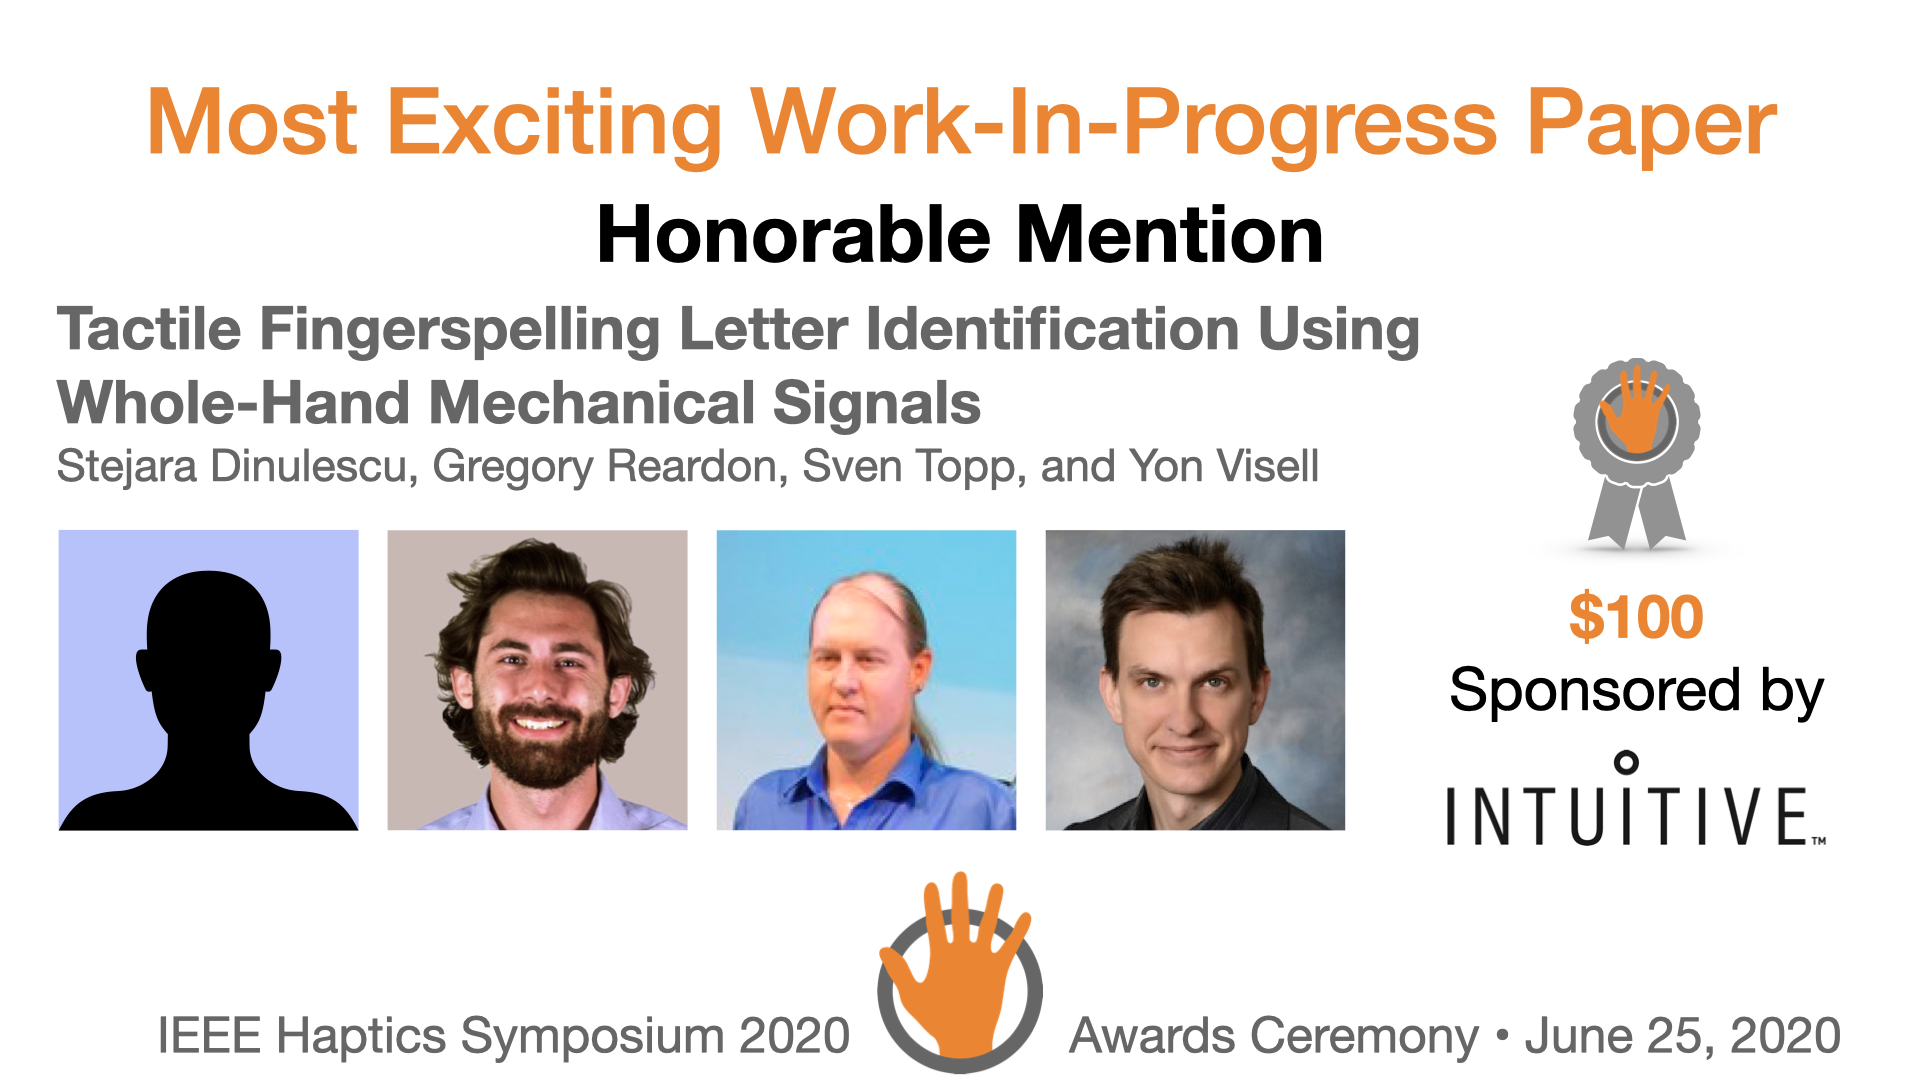 Most Exciting Work-In-Progress Paper
Honorable Mention
Tactile Fingerspelling Letter Identification Using
Whole-Hand Mechanical Signals
Stejara Dinulescu, Gregory Reardon, Sven Topp, and Yon Visell
$100
Sponsored by
INTUITIVE™
IEEE Haptics Symposium 2020
Awards Ceremony • June 25, 2020